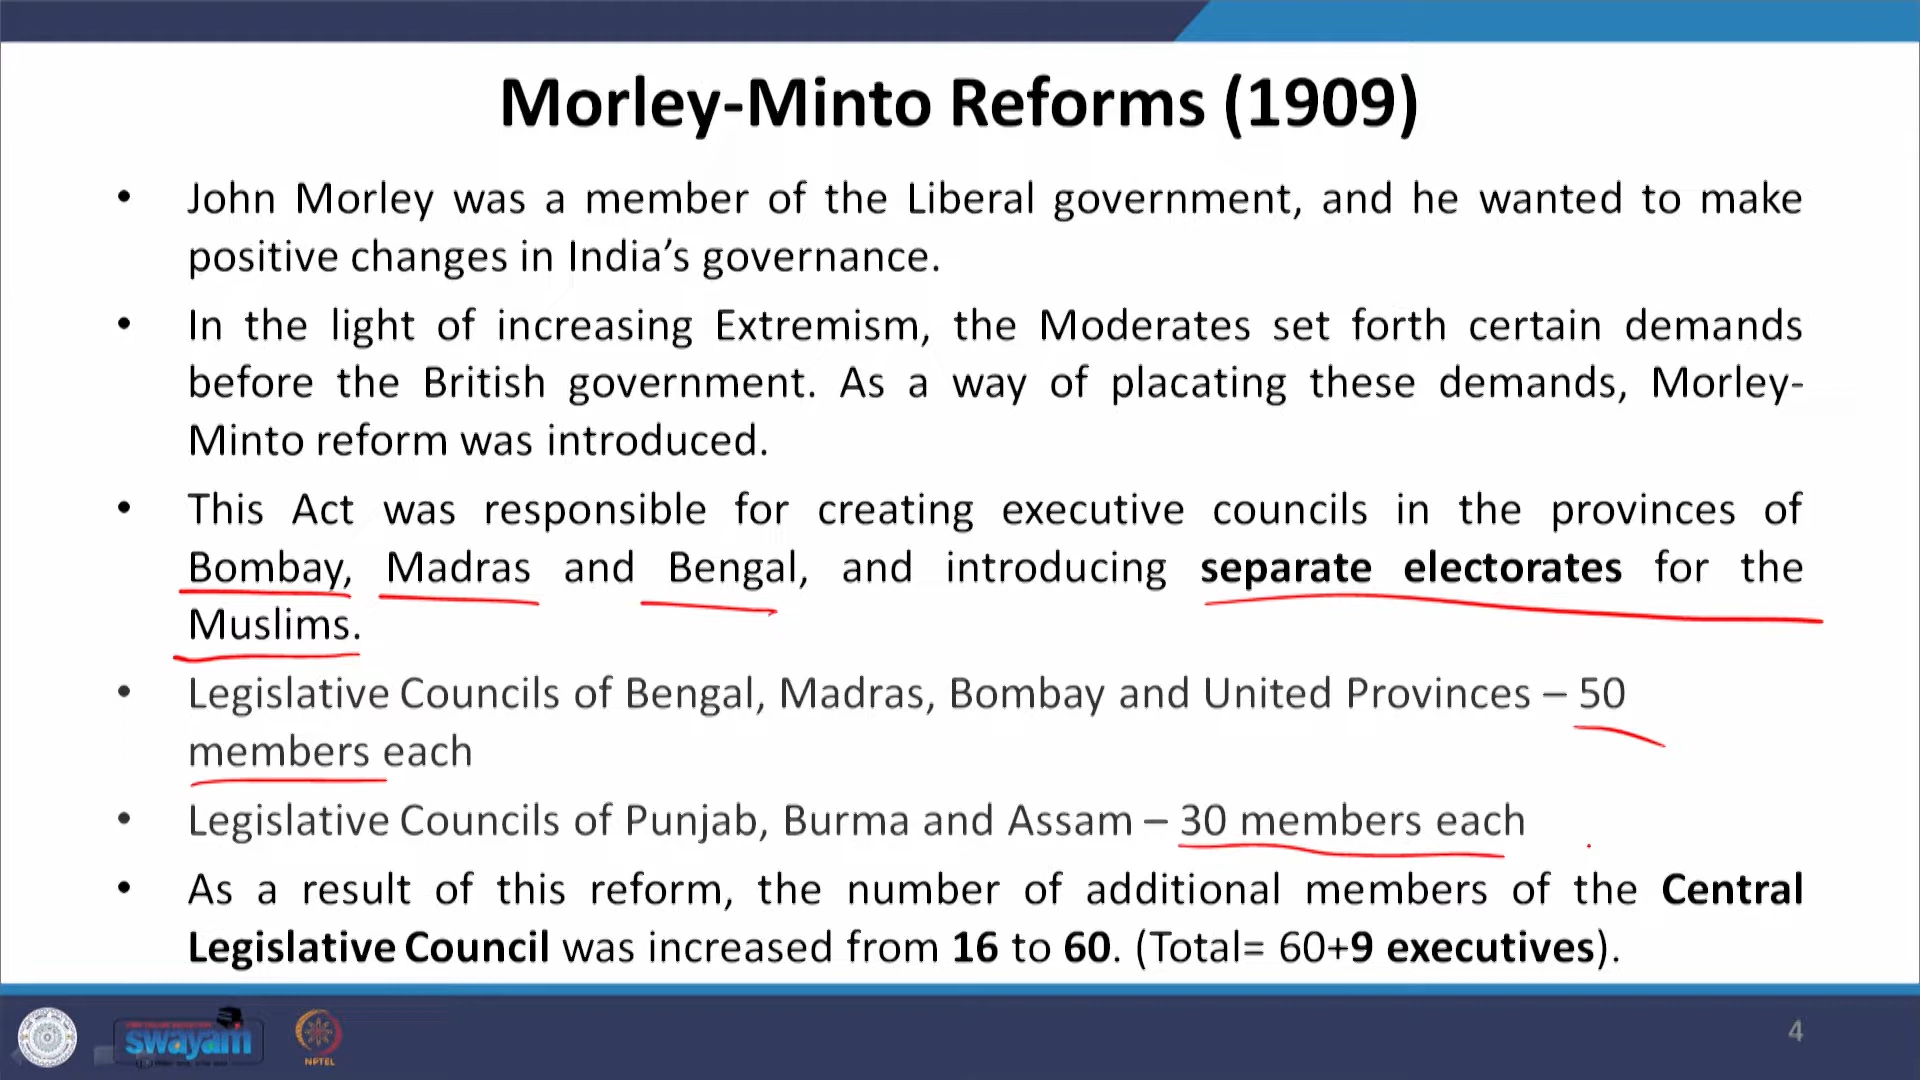 Morley-Minto Reforms (1909)
• John Morley was a member of the Liberal government, and he wanted to make
positive changes in India’s governance.
• In the light of increasing Extremism, the Moderates set forth certain demands
before the British government. As a way of placating these demands, Morley-
Minto reform was introduced.
• This Act was responsible for creating executive councils in the provinces of
Bombay, Madras and Bengal, and introducing separate electorates for the
Muslims.
• Legislative Councils of Bengal, Madras, Bombay and United Provinces – 50
members each
• Legislative Councils of Punjab, Burma and Assam – 30 members each
• As a result of this reform, the number of additional members of the Central
Legislative Council was increased from 16 to 60. (Total= 60+9 executives).
swayam
NPTEL
4